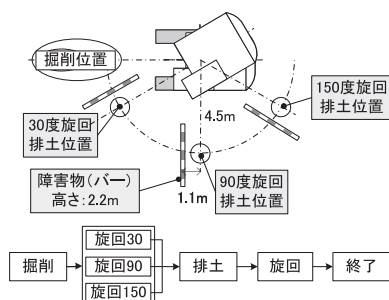 掘削位置
150度旋回
排土位置
30度旋回
排土位置
4.5m
障害物(バー)
高さ:2.2m
1.1m
90度旋回
排土位置
掘削
旋回30
旋回90
旋回150
排土
旋回
終了